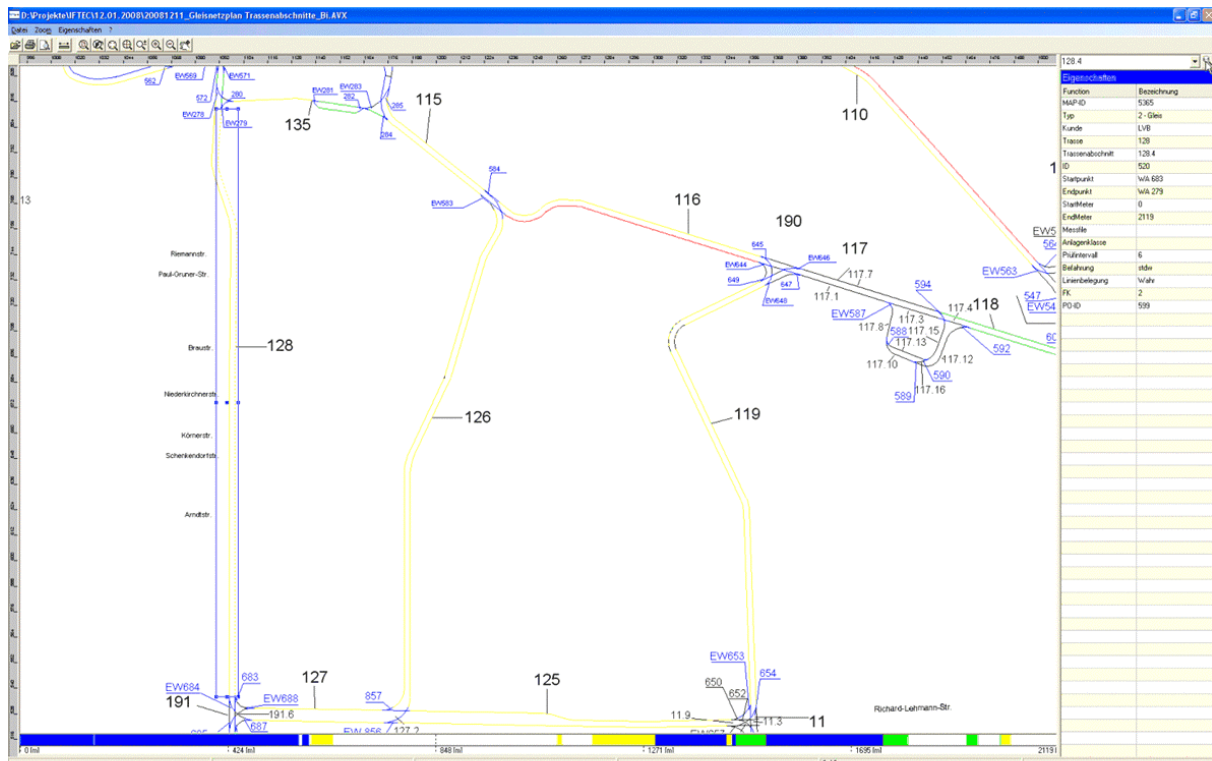 D:\Projekte\IFTEC\12.01.2008\20081211_Gleisnetzplan Trassenabschnitte_Bi.AVX
Datei Zoom Eigenschaften ?
128.4
Eigenschaften
Function Bezeichnung
MAP-ID 5365
Typ 2 - Gleis
Kunde LVB
Trasse 128
Trassenabschnitt 128.4
ID 520
Startpunkt WA 683
Endpunkt WA 279
StartMeter 0
EndMeter 2119
Messfile
Anlagenklasse
Prüfintervall 6
Befahrung stdw
Linienbelegung Wahr
FK 2
PO-ID 599
562
EW569
EW571
572
280
EW278
EW279
EW281
282
EW283
285
284
135
115
110
13
584
EW583
116
190
117
645
EW644
EW646
649
647
EW648
117.7
117.1
594
117.4
118
EW563
547
EW587
117.3
117.8
588
117.15
117.13
592
117.12
117.10
590
117.16
589
Riemannstr.
Paul-Gruner-Str.
Braustr.
128
Niederkirchnerstr.
Körnerstr.
Schenkendorfstr.
Arndtstr.
126
119
EW653
654
683
EW684
127
857
125
650
652
191
EW688
191.6
687
127.2
11.9
11.3
11
Richard-Lehmann-Str.
0 [m]
424 [m]
848 [m]
1271 [m]
1695 [m]
2119